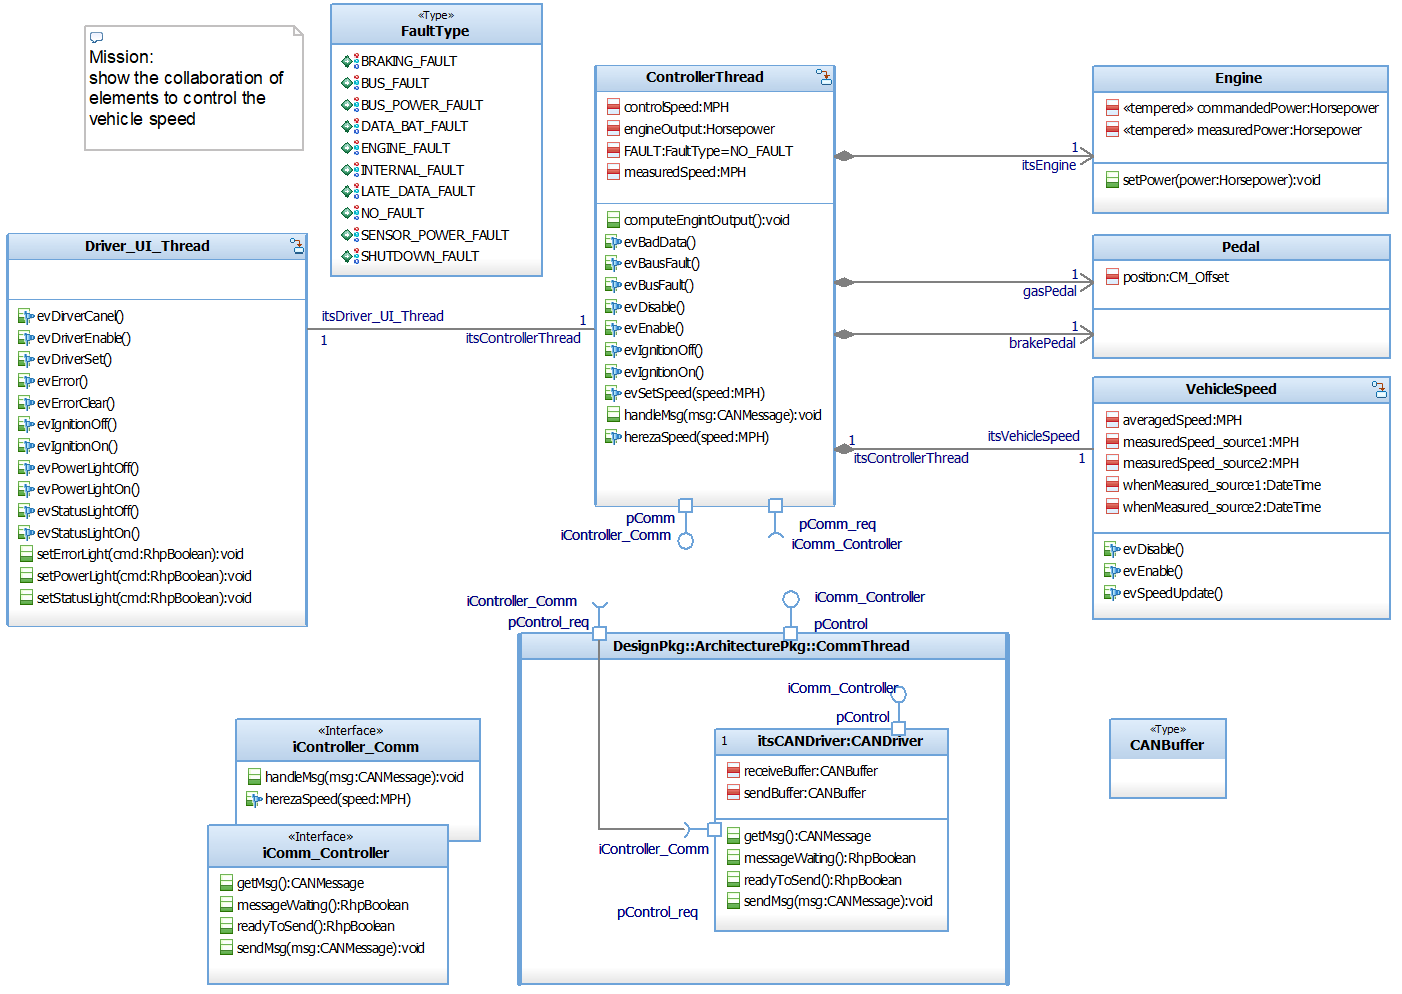 Mission:
show the collaboration of
elements to control the
vehicle speed
«Type»
FaultType
BRAKING_FAULT
BUS_FAULT
BUS_POWER_FAULT
DATA_BAT_FAULT
ENGINE_FAULT
INTERNAL_FAULT
LATE_DATA_FAULT
NO_FAULT
SENSOR_POWER_FAULT
SHUTDOWN_FAULT
Driver_UI_Thread
evDirverCanel()
evDriverEnable()
evDriverSet()
evError()
evErrorClear()
evIgnitionOff()
evIgnitionOn()
evPowerLightOff()
evPowerLightOn()
evStatusLightOff()
evStatusLightOn()
setErrorLight(cmd:RhpBoolean):void
setPowerLight(cmd:RhpBoolean):void
setStatusLight(cmd:RhpBoolean):void
itsDriver_UI_Thread
1
1
itsControllerThread
ControllerThread
controlSpeed:MPH
engineOutput:Horsepower
FAULT:FaultType=NO_FAULT
measuredSpeed:MPH
computeEngintOutput():void
evBadData()
evBausFault()
evBusFault()
evDisable()
evEnable()
evIgnitionOff()
evIgnitionOn()
evSetSpeed(speed:MPH)
handleMsg(msg:CANMessage):void
herezaSpeed(speed:MPH)
pComm
iController_Comm
pComm_req
iComm_Controller
1
itsEngine
1
gasPedal
1
brakePedal
1
itsVehicleSpeed
itsControllerThread
1
Engine
«tempered» commandedPower:Horsepower
«tempered» measuredPower:Horsepower
setPower(power:Horsepower):void
Pedal
position:CM_Offset
VehicleSpeed
averagedSpeed:MPH
measuredSpeed_source1:MPH
measuredSpeed_source2:MPH
whenMeasured_source1:DateTime
whenMeasured_source2:DateTime
evDisable()
evEnable()
evSpeedUpdate()
iController_Comm
pControl_req
iComm_Controller
pControl
DesignPkg::ArchitecturePkg::CommThread
iComm_Controller
pControl
1 itsCANDriver:CANDriver
receiveBuffer:CANBuffer
sendBuffer:CANBuffer
getMsg():CANMessage
messageWaiting():RhpBoolean
readyToSend():RhpBoolean
sendMsg(msg:CANMessage):void
iController_Comm
pControl_req
«Interface»
iController_Comm
handleMsg(msg:CANMessage):void
herezaSpeed(speed:MPH)
«Interface»
iComm_Controller
getMsg():CANMessage
messageWaiting():RhpBoolean
readyToSend():RhpBoolean
sendMsg(msg:CANMessage):void
«Type»
CANBuffer